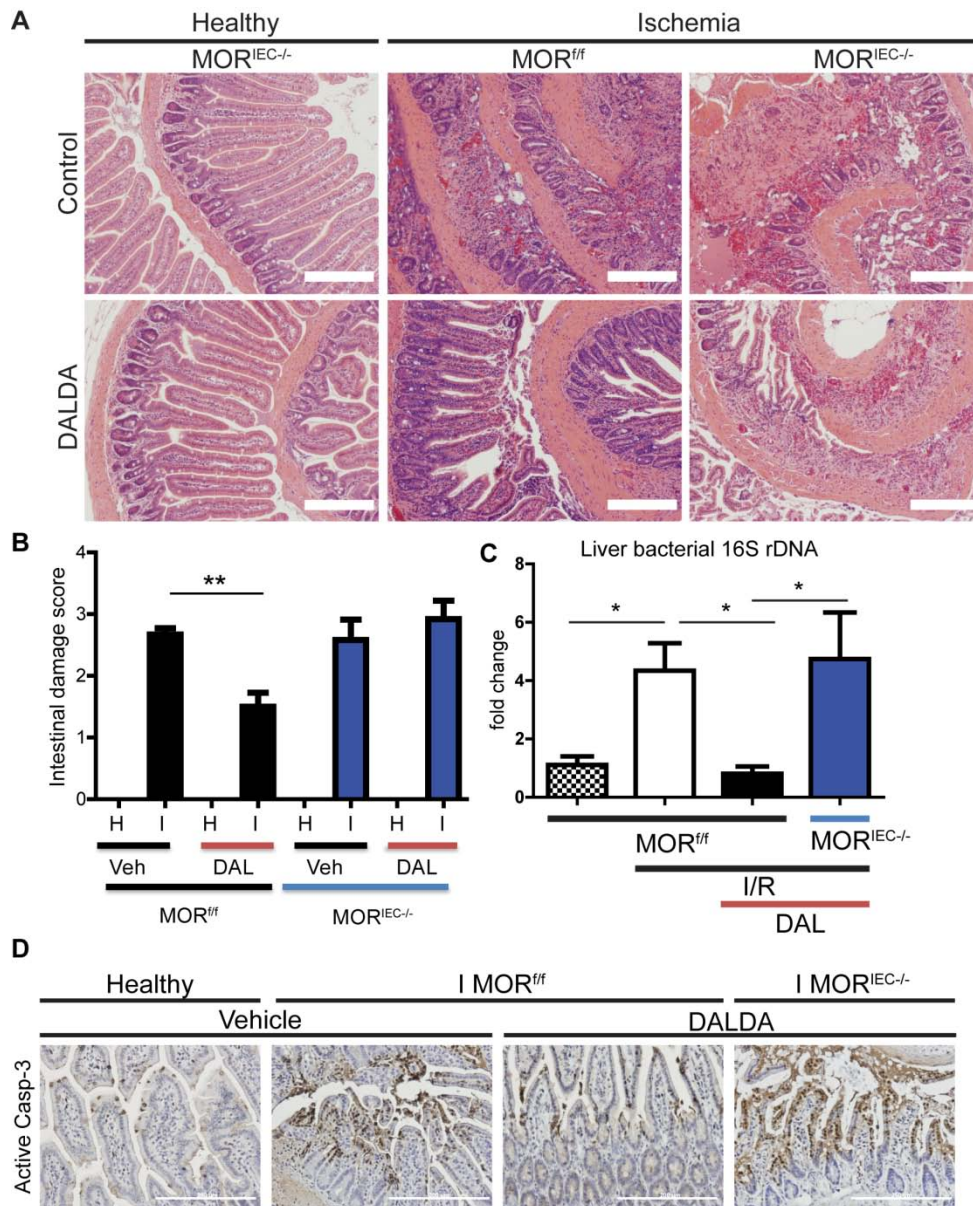 A
Healthy
Ischemia
MOR^IEC-/-
MOR^f/f
MOR^IEC-/-
Control
DALDA
B
Intestinal damage score
4
3
2
1
0
**
H I H I H I H I
Veh DAL Veh DAL
MOR^f/f MOR^IEC-/-
C
Liver bacterial 16S rDNA
fold change
8
6
4
2
0
* * *
MOR^f/f MOR^IEC-/-
I/R
DAL
D
Healthy I MOR^f/f I MOR^IEC-/-
Vehicle DALDA
Active Casp-3